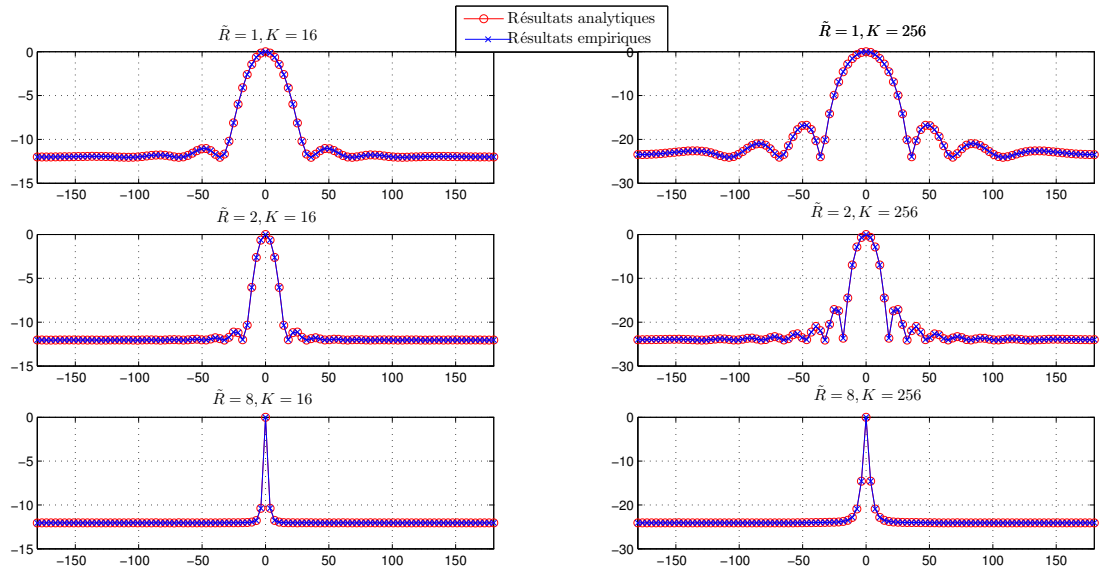 Résultats analytiques
Résultats empiriques
R̃ = 1, K = 16
0
−5
−10
−15
−150 −100 −50 0 50 100 150
R̃ = 1, K = 256
0
−10
−20
−30
−150 −100 −50 0 50 100 150
R̃ = 2, K = 16
0
−5
−10
−15
−150 −100 −50 0 50 100 150
R̃ = 2, K = 256
0
−10
−20
−30
−150 −100 −50 0 50 100 150
R̃ = 8, K = 16
0
−5
−10
−15
−150 −100 −50 0 50 100 150
R̃ = 8, K = 256
0
−10
−20
−30
−150 −100 −50 0 50 100 150